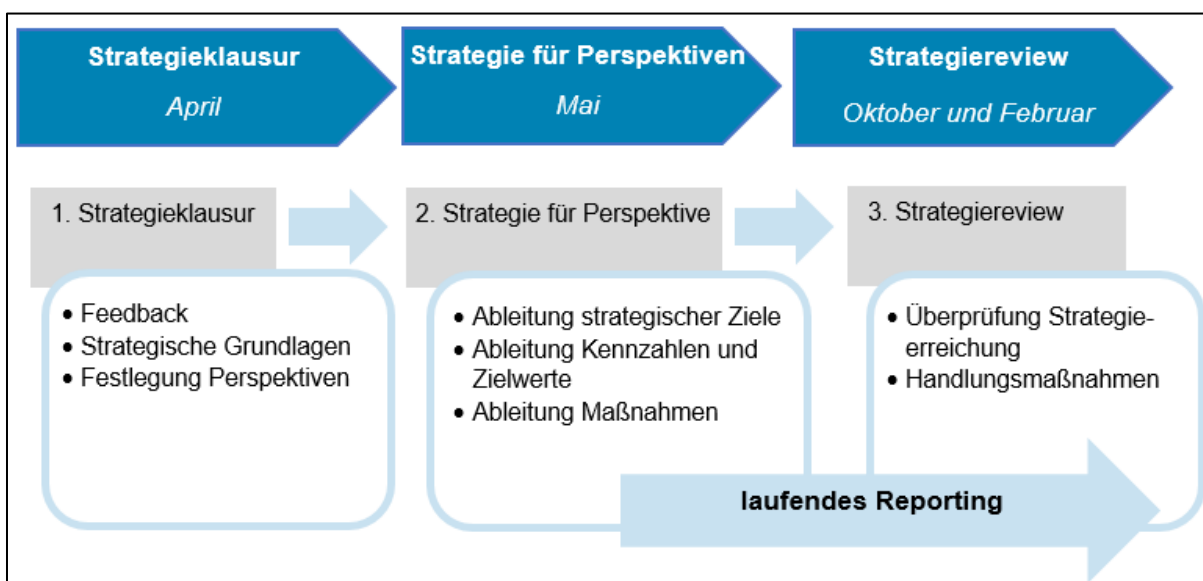 Strategieklausur
April
Strategie für Perspektiven
Mai
Strategiereview
Oktober und Februar
1. Strategieklausur
2. Strategie für Perspektive
3. Strategiereview
• Feedback
• Strategische Grundlagen
• Festlegung Perspektiven
• Ableitung strategischer Ziele
• Ableitung Kennzahlen und
Zielwerte
• Ableitung Maßnahmen
• Überprüfung Strategie-
erreichung
• Handlungsmaßnahmen
laufendes Reporting